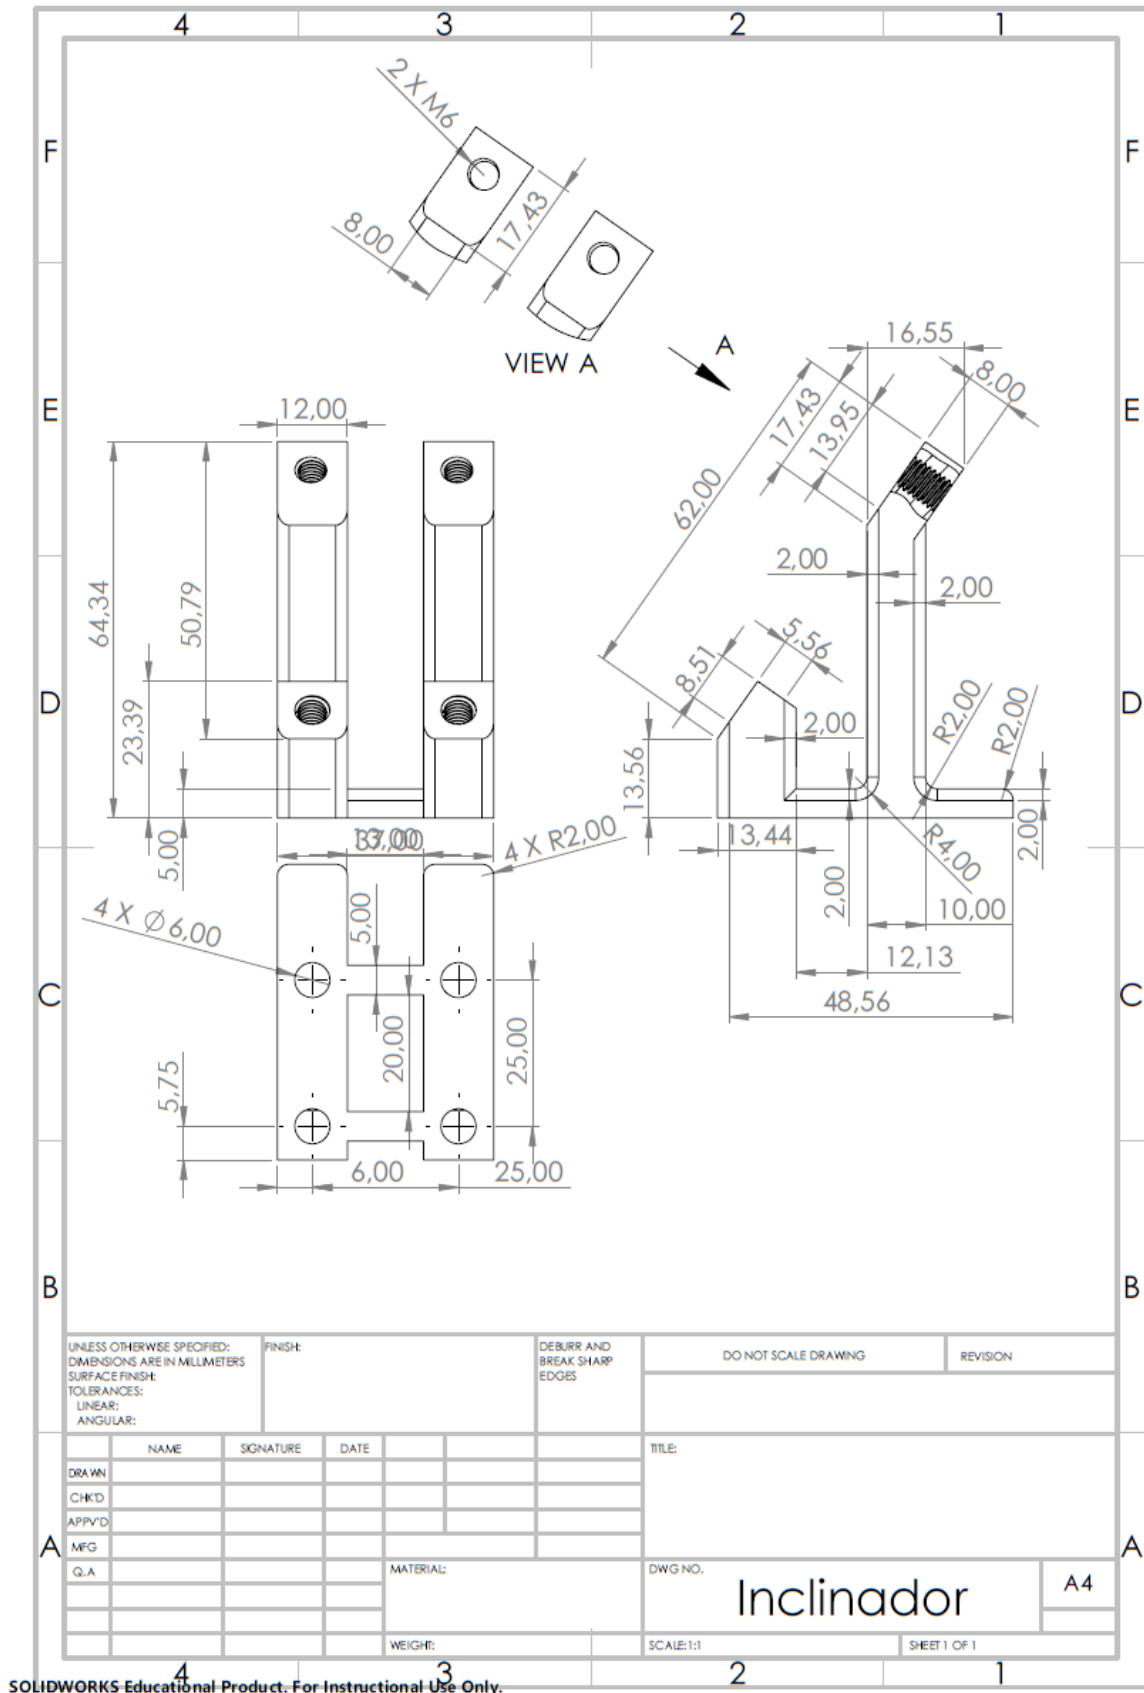 4 3 2 1
F F
2 X M6
17,43
8,00
VIEW A
A
16,55
8,00
E E
12,00
17,43
13,95
62,00
2,00
2,00
64,34
50,79
5,56
8,51
D D
23,39
2,00
R2,00
R2,00
13,56
5,00
13,00
37,00
4 X R2,00
13,44
2,00
R4,00
2,00
10,00
4 X Ø 6,00
5,00
12,13
C C
48,56
20,00
25,00
5,75
6,00
25,00
B B
UNLESS OTHERWISE SPECIFIED:
DIMENSIONS ARE IN MILLIMETERS
SURFACE FINISH:
TOLERANCES:
LINEAR:
ANGULAR:
FINISH:
DEBURR AND
BREAK SHARP
EDGES
DO NOT SCALE DRAWING
REVISION
NAME SIGNATURE DATE
TITLE:
DRAWN
CHK'D
APPV'D
MFG
Q.A
A A
MATERIAL:
DWG NO.
Inclinador
A4
WEIGHT:
SCALE:1:1
SHEET 1 OF 1
4 3 2 1
SOLIDWORKS Educational Product. For Instructional Use Only.